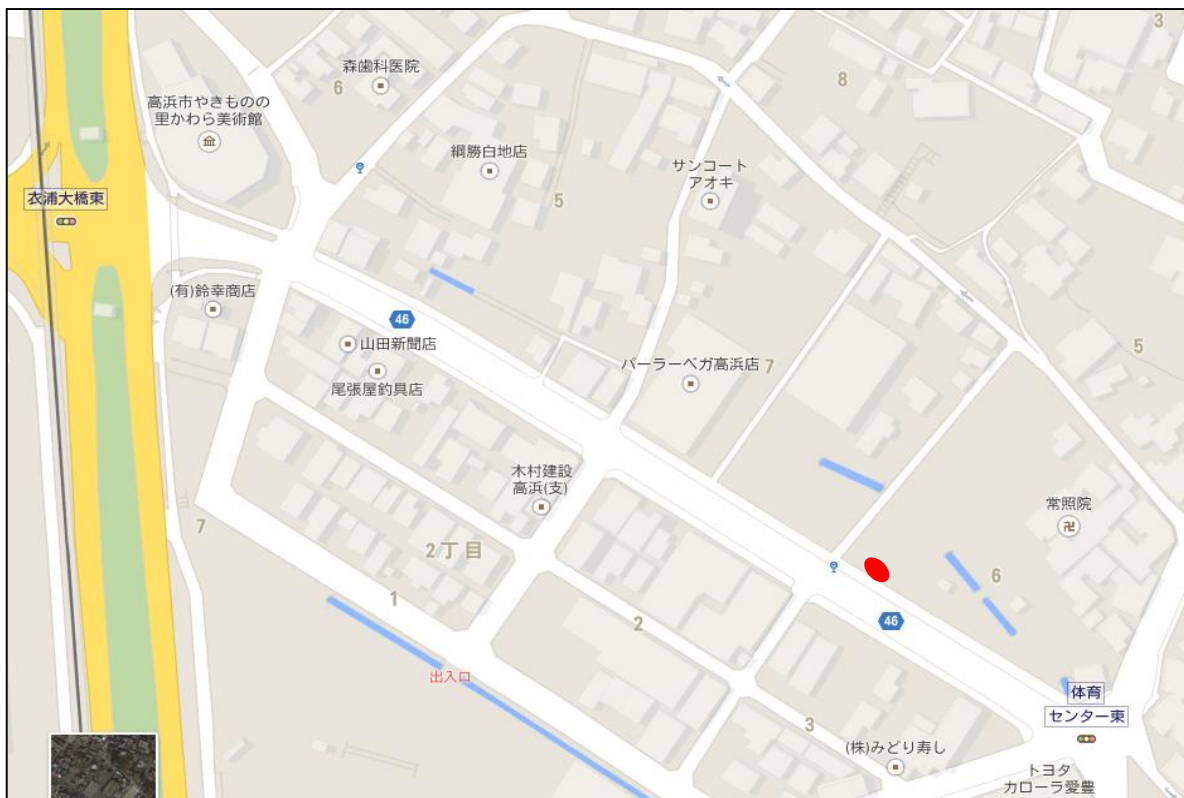 3
森歯科医院
6
8
高浜市やきものの
里かわら美術館
綱勝白地店
サンコート
アオキ
5
衣浦大橋東
(有)鈴幸商店
46
山田新聞店
尾張屋釣具店
パーラーベガ高浜店
7
5
木村建設
高浜(支)
常照院
卍
7
2丁目
1
2
6
46
出入口
体育
センター東
3
(株)みどり寿し
トヨタ
カローラ愛豊